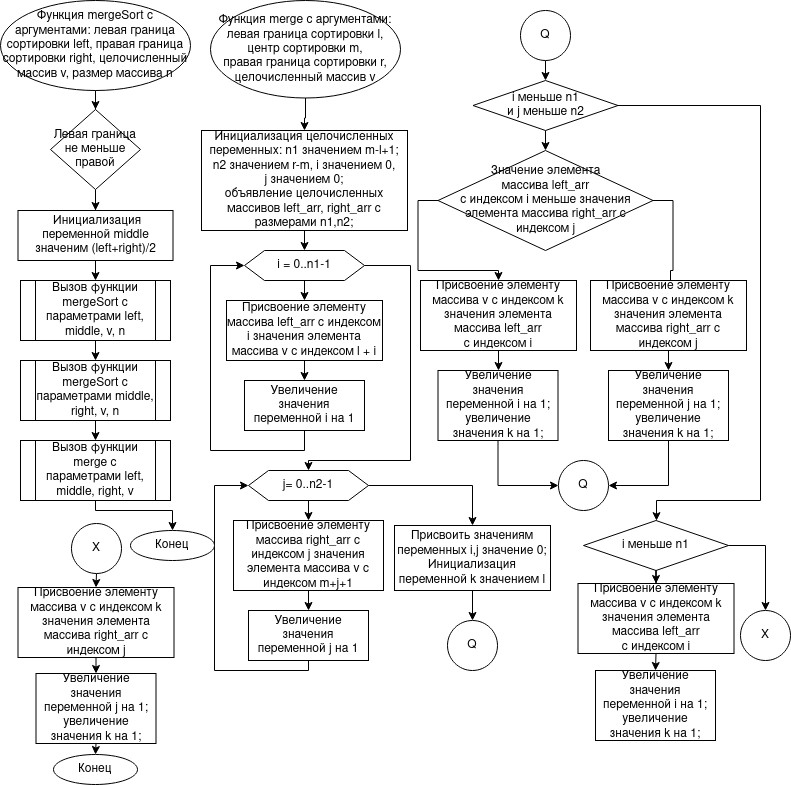 Функция mergeSort с
аргументами: левая граница
сортировки left, правая граница
сортировки right, целочисленный
массив v, размер массива n
Левая граница
не меньше
правой
Инициализация
переменной middle
значеним (left+right)/2
Вызов функции
mergeSort с
параметрами left,
middle, v, n
Вызов функции
mergeSort с
параметрами middle,
right, v, n
Вызов функции
merge с
параметрами left,
middle, right, v
Конец
X
Присвоение элементу
массива v с индексом k
значения элемента
массива right_arr с
индексом j
Увеличение
значения
переменной j на 1;
увеличение
значения k на 1;
Конец
Функция merge с аргументами:
левая граница сортировки l,
центр сортировки m,
правая граница сортировки r,
целочисленный массив v
Инициализация целочисленных
переменных: n1 значением m-l+1;
n2 значением r-m, i значением 0,
j значением 0;
объявление целочисленных
массивов left_arr, right_arr с
размерами n1,n2;
i = 0..n1-1
Присвоение элементу
массива left_arr с индексом
i значения элемента
массива v с индексом l + i
Увеличение
значения
переменной i на 1
j= 0..n2-1
Присвоение элементу
массива right_arr с
индексом j значения
элемента массива v с
индексом m+j+1
Увеличение
значения
переменной j на 1
Присвоить значениям
переменных i,j значение 0;
Инициализация
переменной k значением l
Q
Q
i меньше n1
и j меньше n2
Значение элемента
массива left_arr
с индексом i меньше значения
элемента массива right_arr с
индексом j
Присвоение элементу
массива v с индексом k
значения элемента
массива left_arr
с индексом i
Увеличение
значения
переменной i на 1;
увеличение
значения k на 1;
Присвоение элементу
массива v с индексом k
значения элемента
массива right_arr с
индексом j
Увеличение
значения
переменной j на 1;
увеличение
значения k на 1;
Q
i меньше n1
Присвоение элементу
массива v с индексом k
значения элемента
массива left_arr
с индексом i
Увеличение
значения
переменной i на 1;
увеличение
значения k на 1;
X